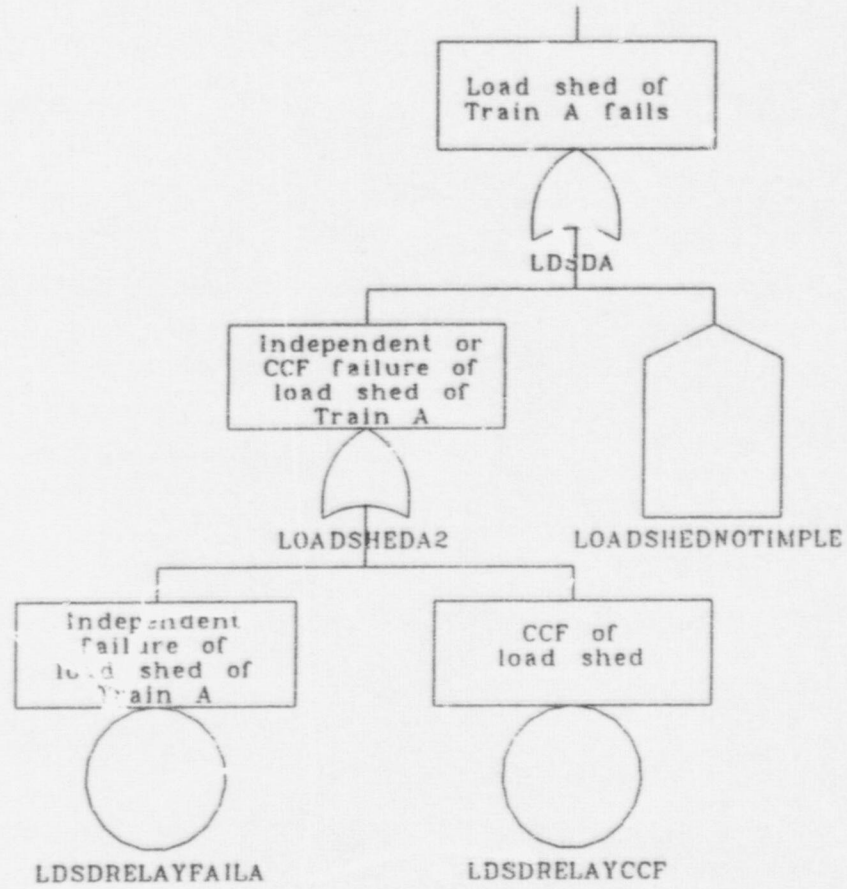 Load shed of
Train A fails
LDSDA
Independent or
CCF failure of
load shed of
Train A
LOADSHEDA2
LOADSHEDNOTIMPLE
Independent
failure of
load shed of
Train A
CCF of
load shed
LDSDRELAYFAILA
LDSDRELAYCCF